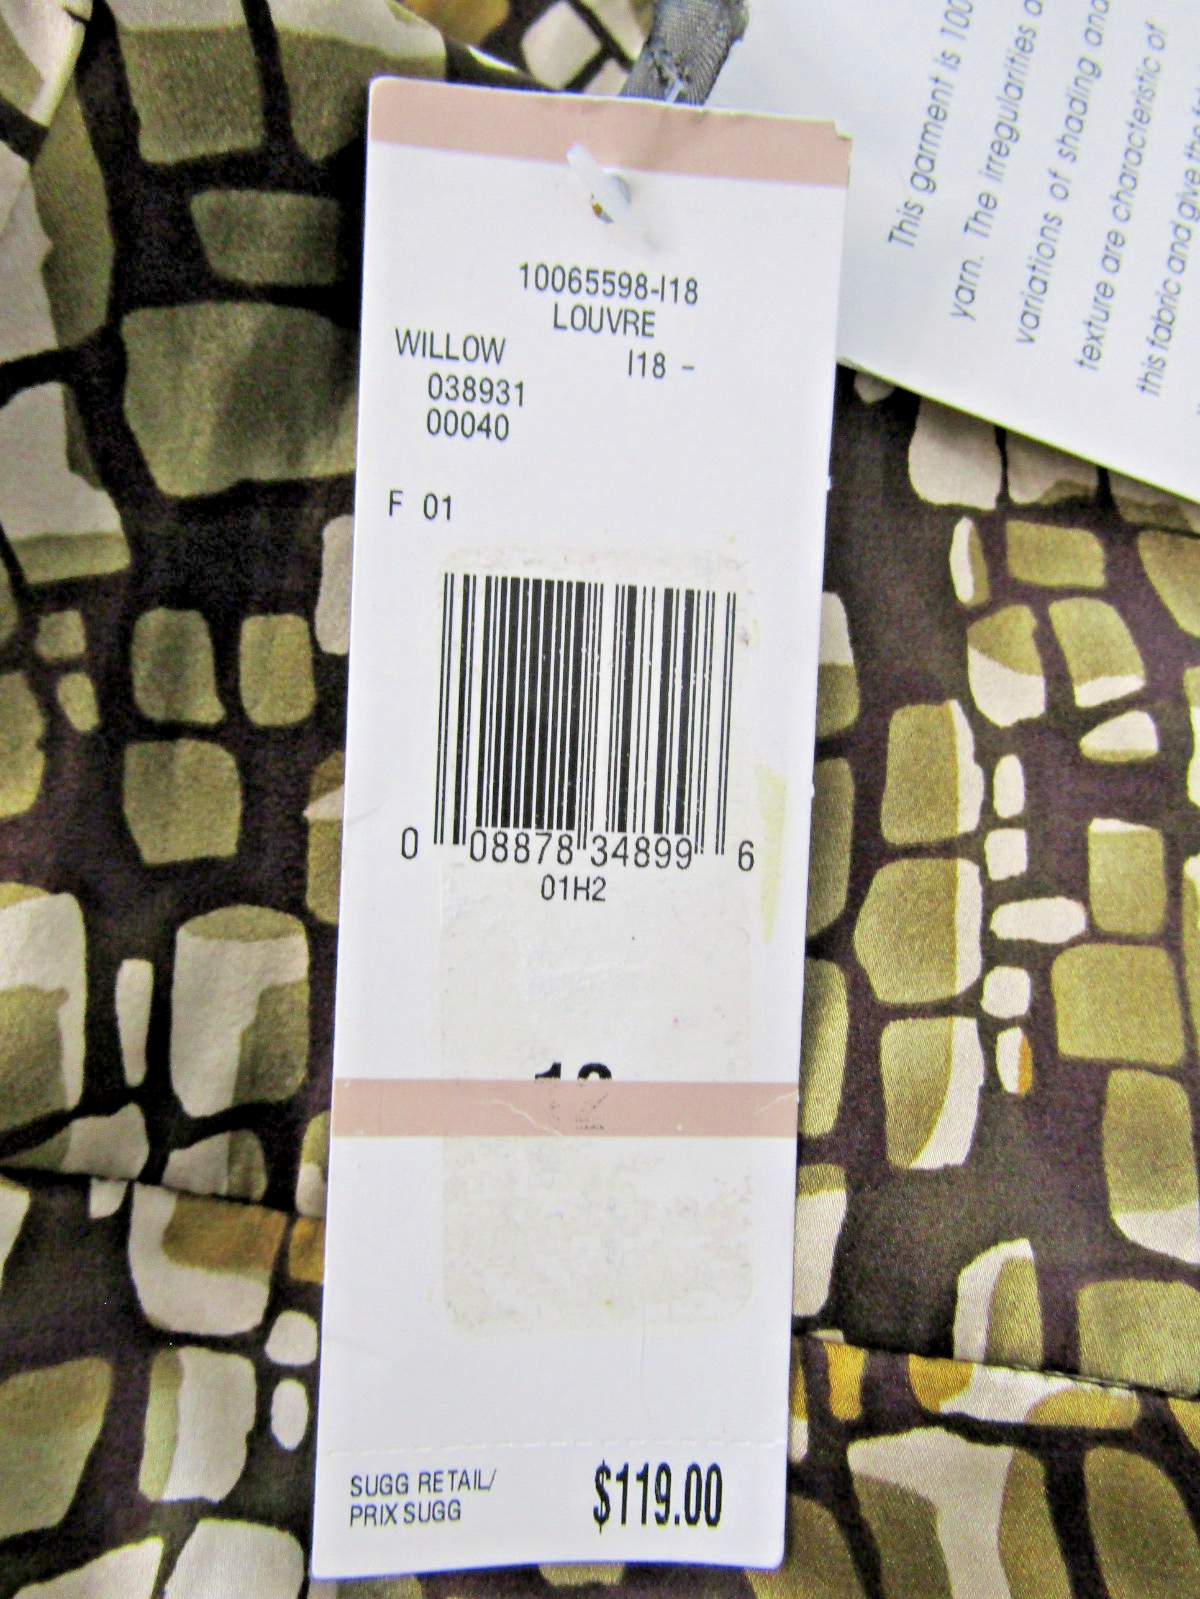 10065598-I18
LOUVRE
WILLOW I18 -
038931
00040
F 01
0 08878 34899 6
01H2
SUGG RETAIL/
PRIX SUGG
$119.00
This garment is 100
yarn. The irregularities
variations of shading and
texture are characteristic of
this fabric and give the